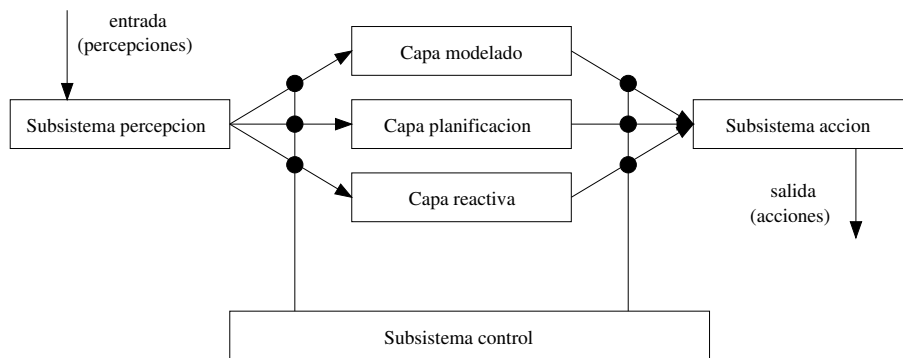 entrada
(percepciones)
Capa modelado
Subsistema percepcion
Capa planificacion
Subsistema accion
Capa reactiva
salida
(acciones)
Subsistema control